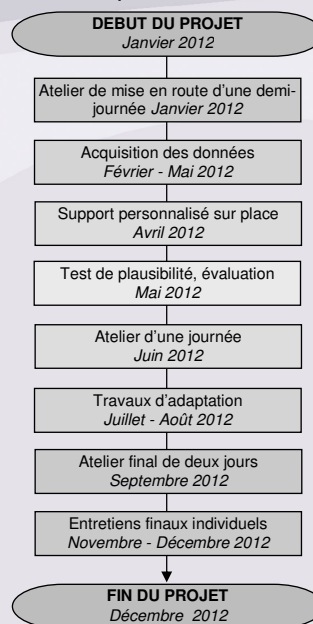 DEBUT DU PROJET
Janvier 2012
Atelier de mise en route d'une demi-
journée Janvier 2012
Acquisition des données
Février - Mai 2012
Support personnalisé sur place
Avril 2012
Test de plausibilité, évaluation
Mai 2012
Atelier d'une journée
Juin 2012
Travaux d'adaptation
Juillet - Août 2012
Atelier final de deux jours
Septembre 2012
Entretiens finaux individuels
Novembre - Décembre 2012
FIN DU PROJET
Décembre 2012